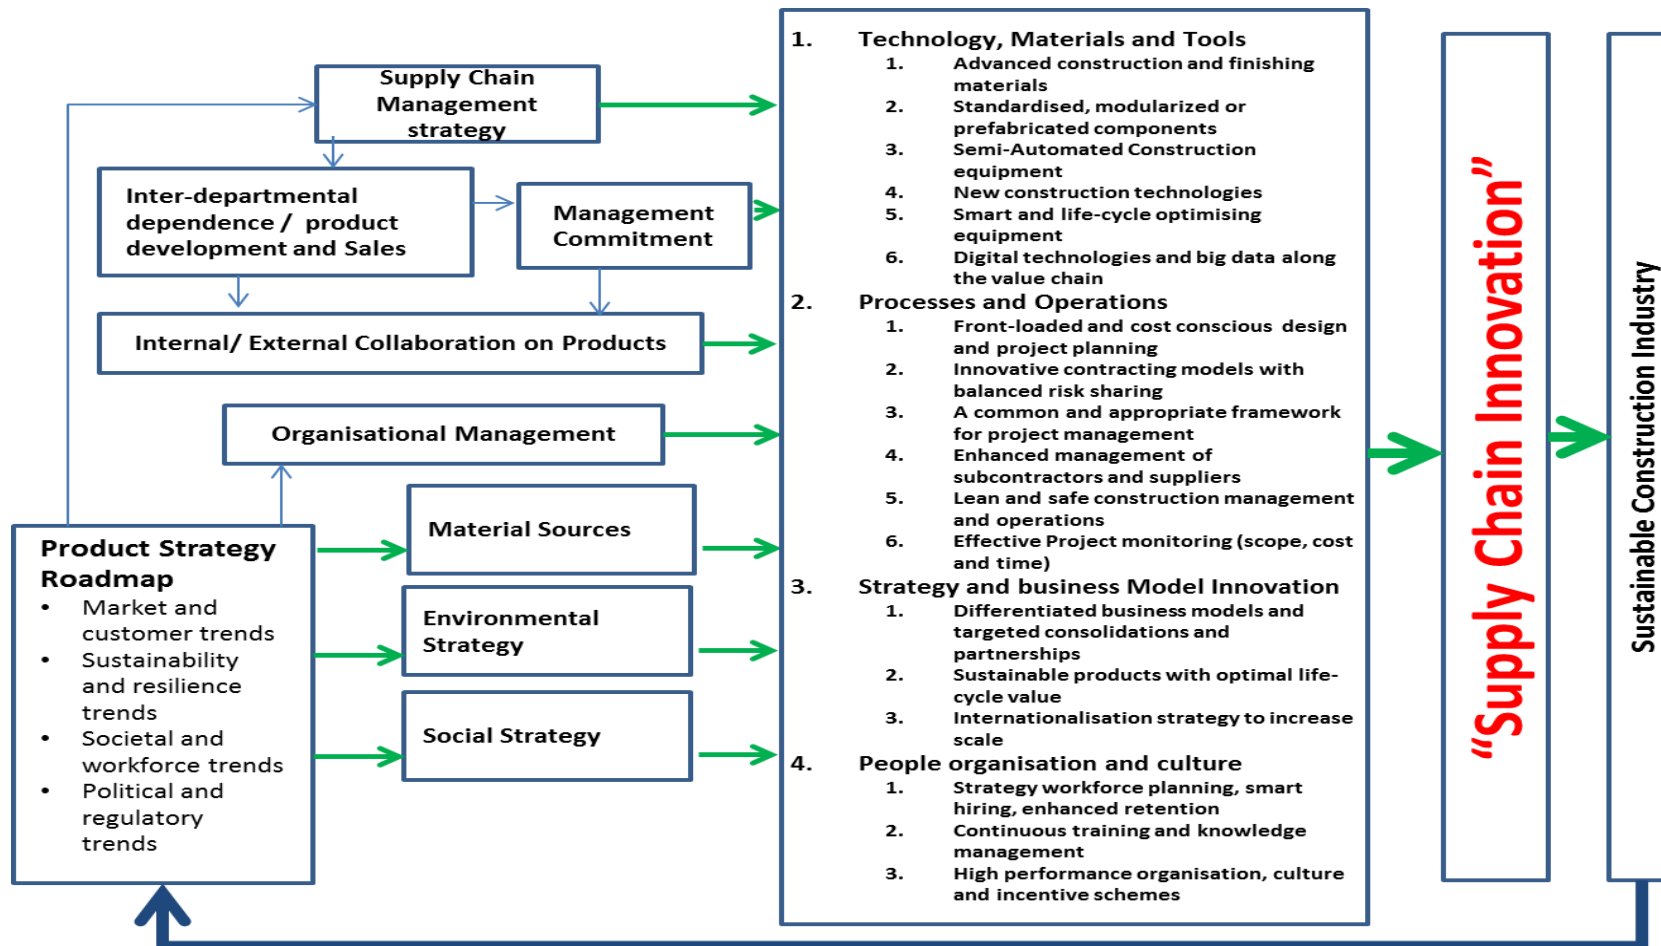 Supply Chain
Management
strategy
Inter-departmental
dependence / product
development and Sales
Management
Commitment
Internal/ External Collaboration on Products
Organisational Management
Product Strategy
Roadmap
• Market and
customer trends
• Sustainability
and resilience
trends
• Societal and
workforce trends
• Political and
regulatory
trends
Material Sources
Environmental
Strategy
Social Strategy
1. Technology, Materials and Tools
1. Advanced construction and finishing
materials
2. Standardised, modularized or
prefabricated components
3. Semi-Automated Construction
equipment
4. New construction technologies
5. Smart and life-cycle optimising
equipment
6. Digital technologies and big data along
the value chain
2. Processes and Operations
1. Front-loaded and cost conscious design
and project planning
2. Innovative contracting models with
balanced risk sharing
3. A common and appropriate framework
for project management
4. Enhanced management of
subcontractors and suppliers
5. Lean and safe construction management
and operations
6. Effective Project monitoring (scope, cost
and time)
3. Strategy and business Model Innovation
1. Differentiated business models and
targeted consolidations and
partnerships
2. Sustainable products with optimal life-
cycle value
3. Internationalisation strategy to increase
scale
4. People organisation and culture
1. Strategy workforce planning, smart
hiring, enhanced retention
2. Continuous training and knowledge
management
3. High performance organisation, culture
and incentive schemes
“Supply Chain Innovation”
Sustainable Construction Industry